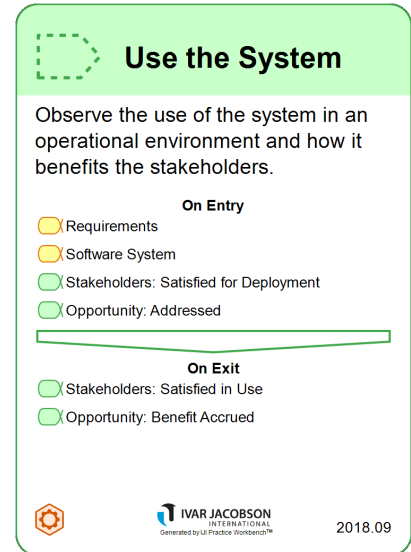 Use the System
Observe the use of the system in an
operational environment and how it
benefits the stakeholders.
On Entry
Requirements
Software System
Stakeholders: Satisfied for Deployment
Opportunity: Addressed
On Exit
Stakeholders: Satisfied in Use
Opportunity: Benefit Accrued
IVAR JACOBSON
INTERNATIONAL
Generated by IJI Practice Workbench™
2018.09